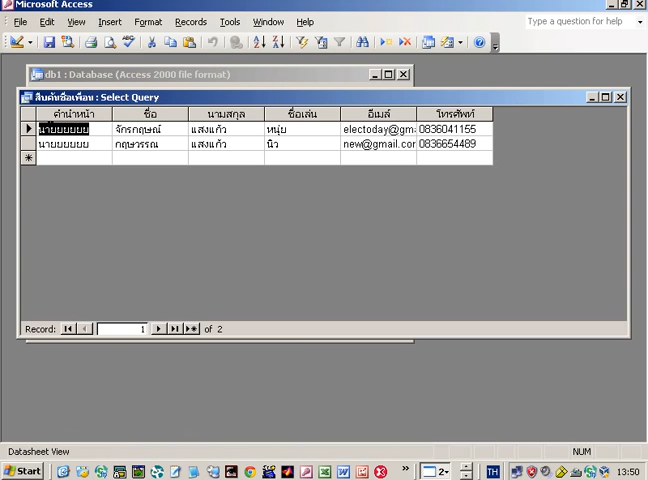 Microsoft Access
File Edit View Insert Format Records Tools Window Help Type a question for help
db1 : Database (Access 2000 file format)
สืบค้นชื่อเพื่อน : Select Query
คำนำหน้า ชื่อ นามสกุล ชื่อเล่น อีเมล์ โทรศัพท์
นายยยยยย จักรกฤษณ์ แสงแก้ว หนุ่ย electoday@gm 0836041155
นายยยยยย กฤษวรรณ แสงแก้ว นิว new@gmail.cor 0836654489
Record: 1 of 2
Datasheet View NUM
Start 2 TH 13:50